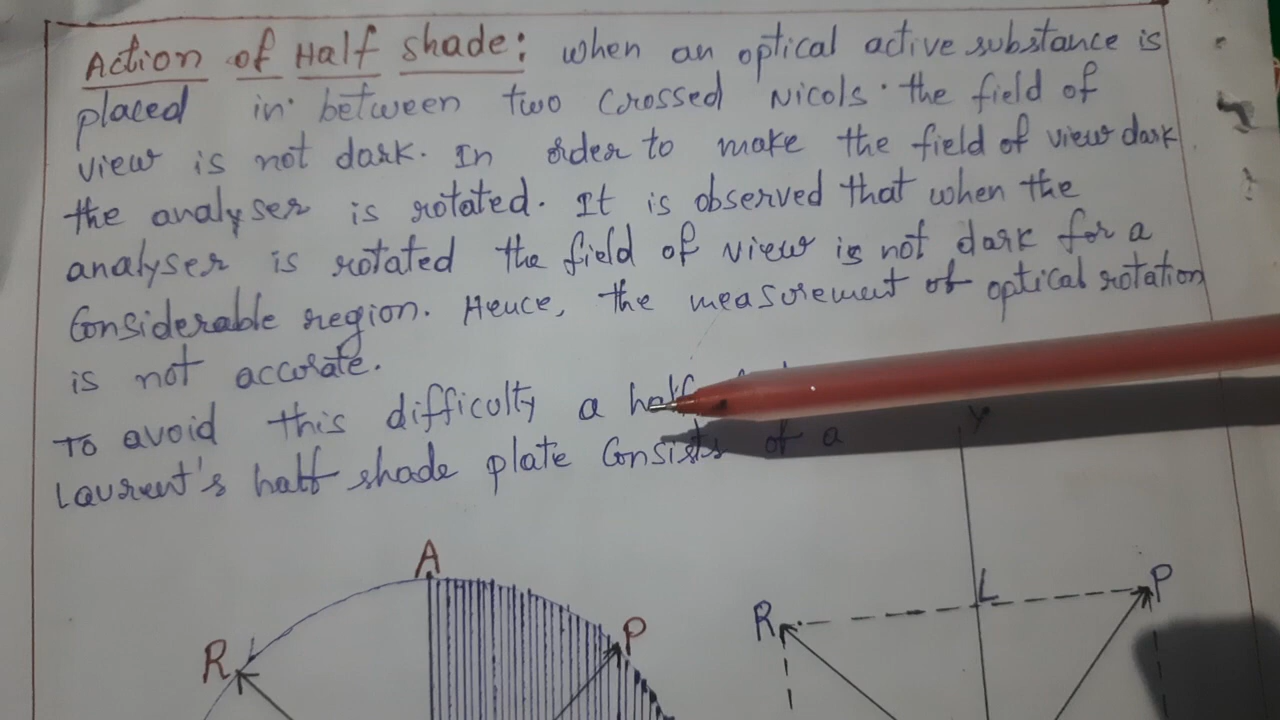 Action of Half shade: When an optical active substance is
placed in between two crossed Nicols. the field of
view is not dark. In order to make the field of view dark
the analyser is rotated. It is observed that when the
analyser is rotated the field of view is not dark for a
Considerable region. Hence, the measurement of optical rotation
is not accurate.
To avoid this difficulty a half
Laurent's half shade plate consists of a
Y
A
L
P
R
P
R